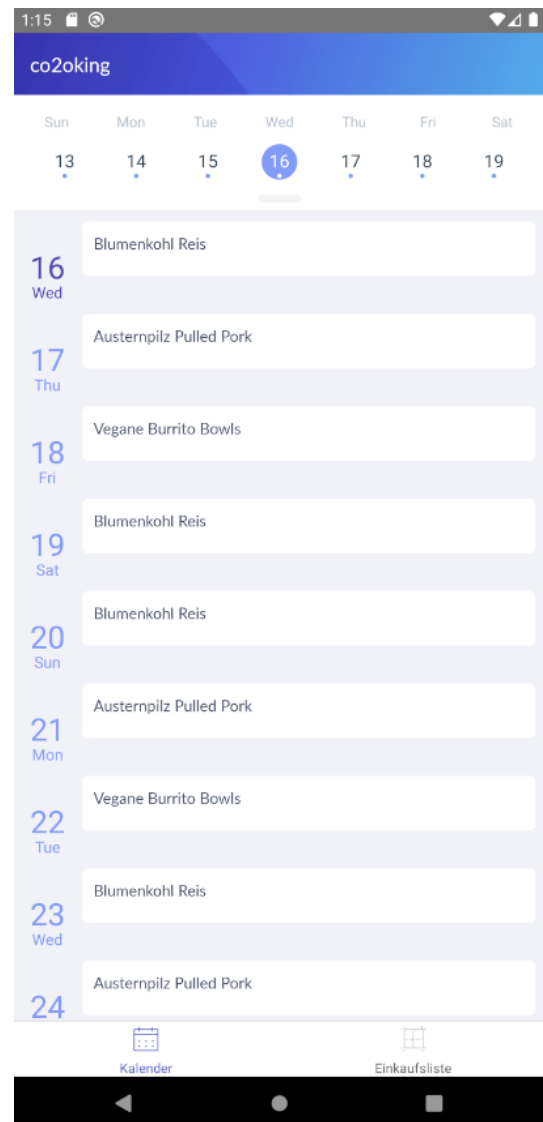 1:15
co2oking
Sun Mon Tue Wed Thu Fri Sat
13 14 15 16 17 18 19
Blumenkohl Reis
16
Wed
Austernpilz Pulled Pork
17
Thu
Vegane Burrito Bowls
18
Fri
Blumenkohl Reis
19
Sat
Blumenkohl Reis
20
Sun
Austernpilz Pulled Pork
21
Mon
Vegane Burrito Bowls
22
Tue
Blumenkohl Reis
23
Wed
Austernpilz Pulled Pork
24
Kalender Einkaufsliste